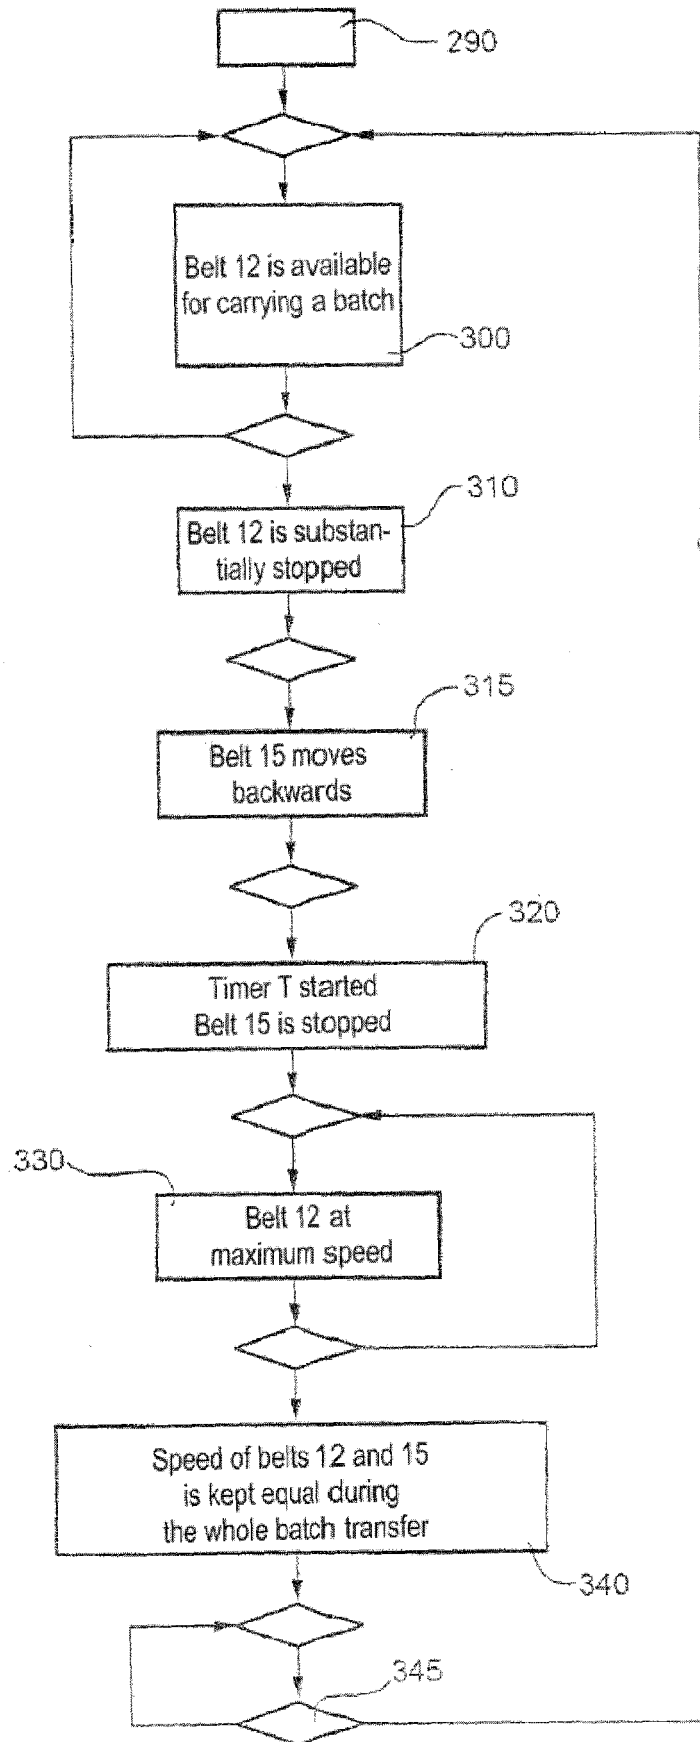 290
Belt 12 is available
for carrying a batch
300
310
Belt 12 is substan-
tially stopped
315
Belt 15 moves
backwards
320
Timer T started
Belt 15 is stopped
330
Belt 12 at
maximum speed
Speed of belts 12 and 15
is kept equal during
the whole batch transfer
340
345